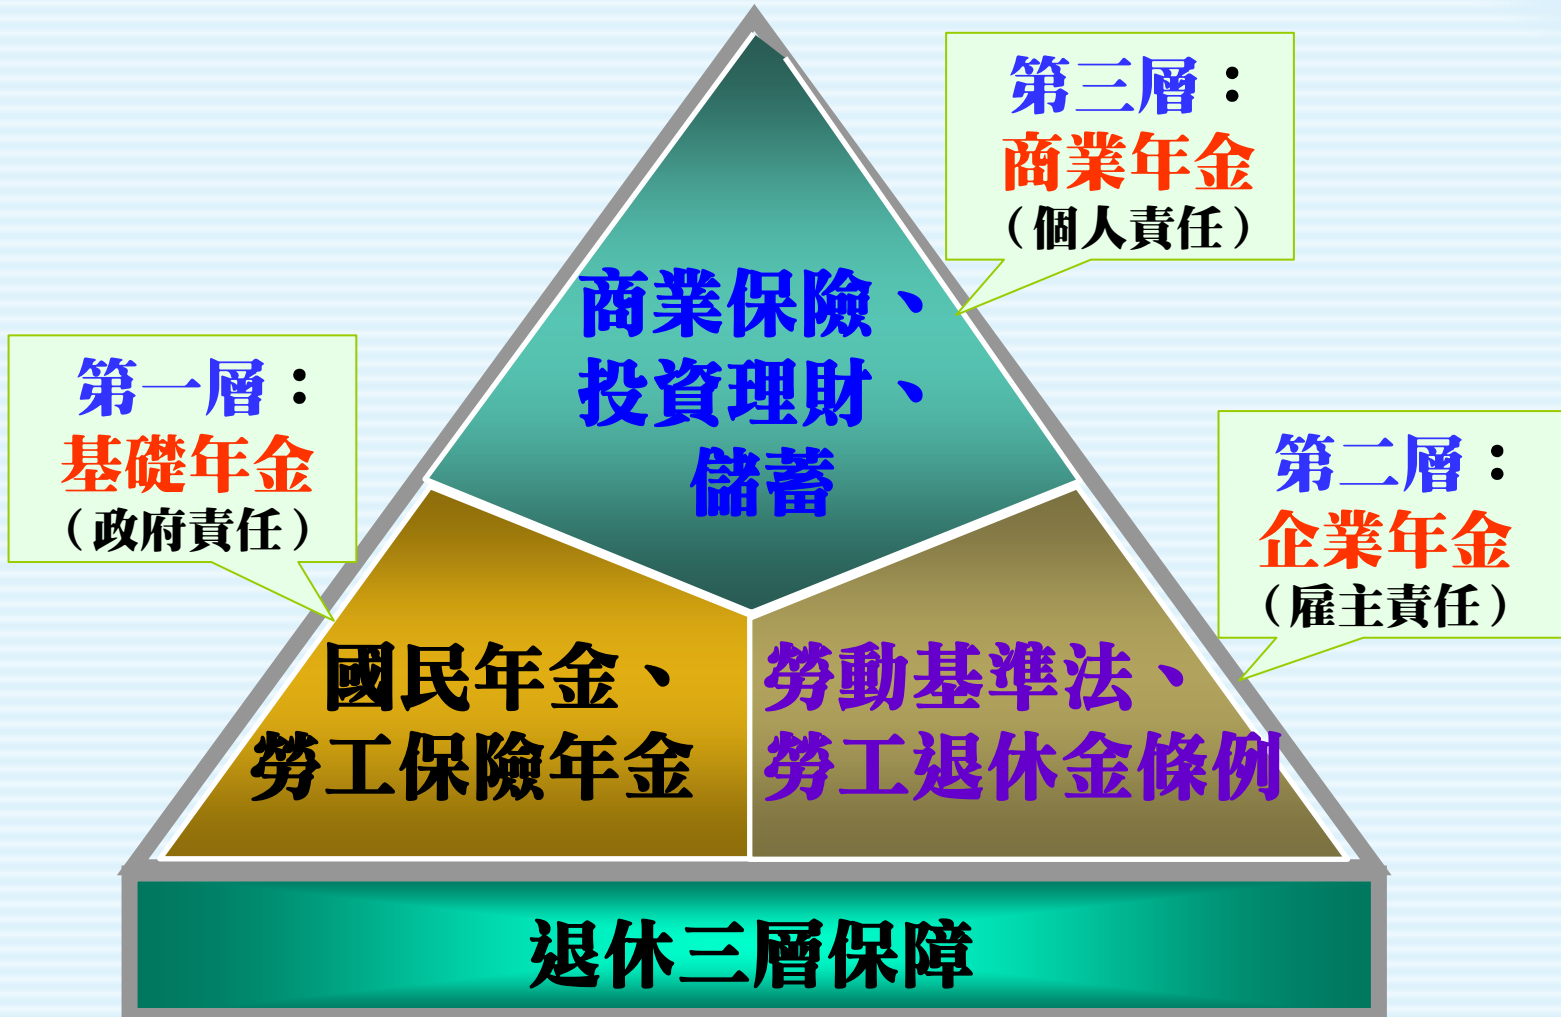 第三層：
商業年金
（個人責任）
商業保險、
投資理財、
儲蓄
第一層：
基礎年金
（政府責任）
第二層：
企業年金
（雇主責任）
國民年金、
勞工保險年金
勞動基準法、
勞工退休金條例
退休三層保障